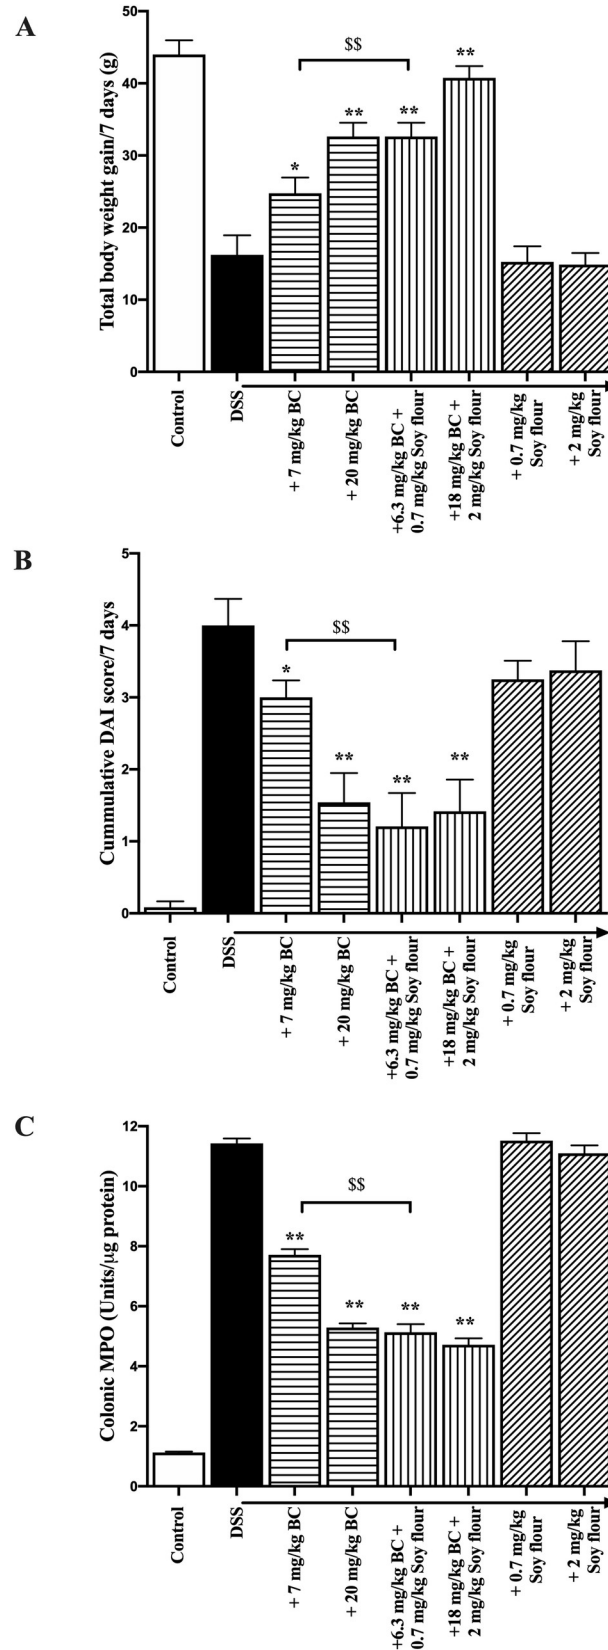 A
Total body weight gain/7 days (g)
50
40
30
20
10
0
$$
*
**
**
**
Control
DSS
+ 7 mg/kg BC
+ 20 mg/kg BC
+6.3 mg/kg BC +
0.7 mg/kg Soy flour
+18 mg/kg BC +
2 mg/kg Soy flour
+ 0.7 mg/kg
Soy flour
+ 2 mg/kg
Soy flour
B
Cummulative DAI score/7 days
5
4
3
2
1
0
$$
*
**
**
**
Control
DSS
+ 7 mg/kg BC
+ 20 mg/kg BC
+6.3 mg/kg BC +
0.7 mg/kg Soy flour
+18 mg/kg BC +
2 mg/kg Soy flour
+ 0.7 mg/kg
Soy flour
+ 2 mg/kg
Soy flour
C
Colonic MPO (Units/μg protein)
12
10
8
6
4
2
0
$$
**
**
**
**
Control
DSS
+ 7 mg/kg BC
+ 20 mg/kg BC
+6.3 mg/kg BC +
0.7 mg/kg Soy flour
+18 mg/kg BC +
2 mg/kg Soy flour
+ 0.7 mg/kg
Soy flour
+ 2 mg/kg
Soy flour